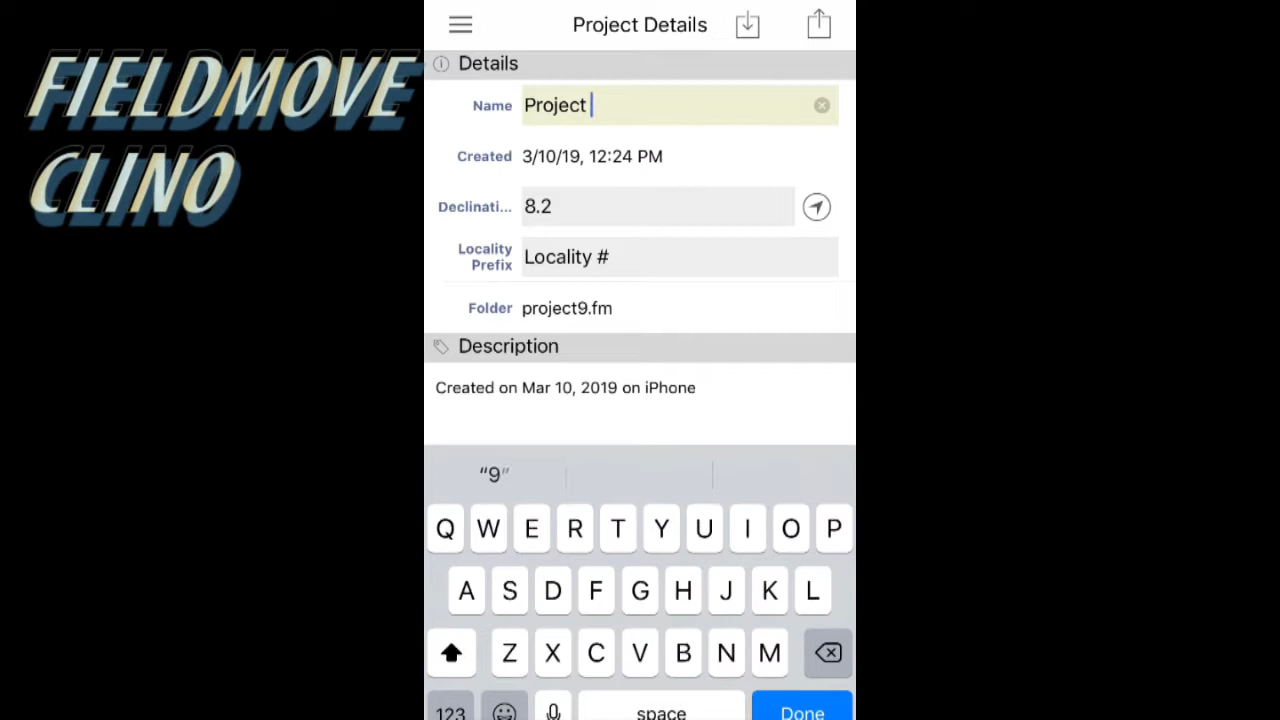 FIELDMOVE
CLINO
Project Details
Details
Name Project
Created 3/10/19, 12:24 PM
Declinati... 8.2
Locality
Prefix Locality #
Folder project9.fm
Description
Created on Mar 10, 2019 on iPhone
“9”
Q W E R T Y U I O P
A S D F G H J K L
Z X C V B N M
123 space Done